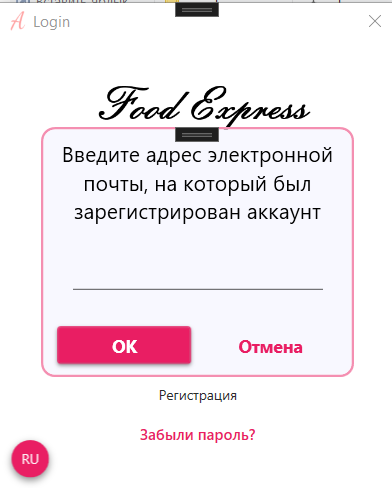 A Login
Food Express
Введите адрес электронной
почты, на который был
зарегистрирован аккаунт
OK
Отмена
Регистрация
Забыли пароль?
RU